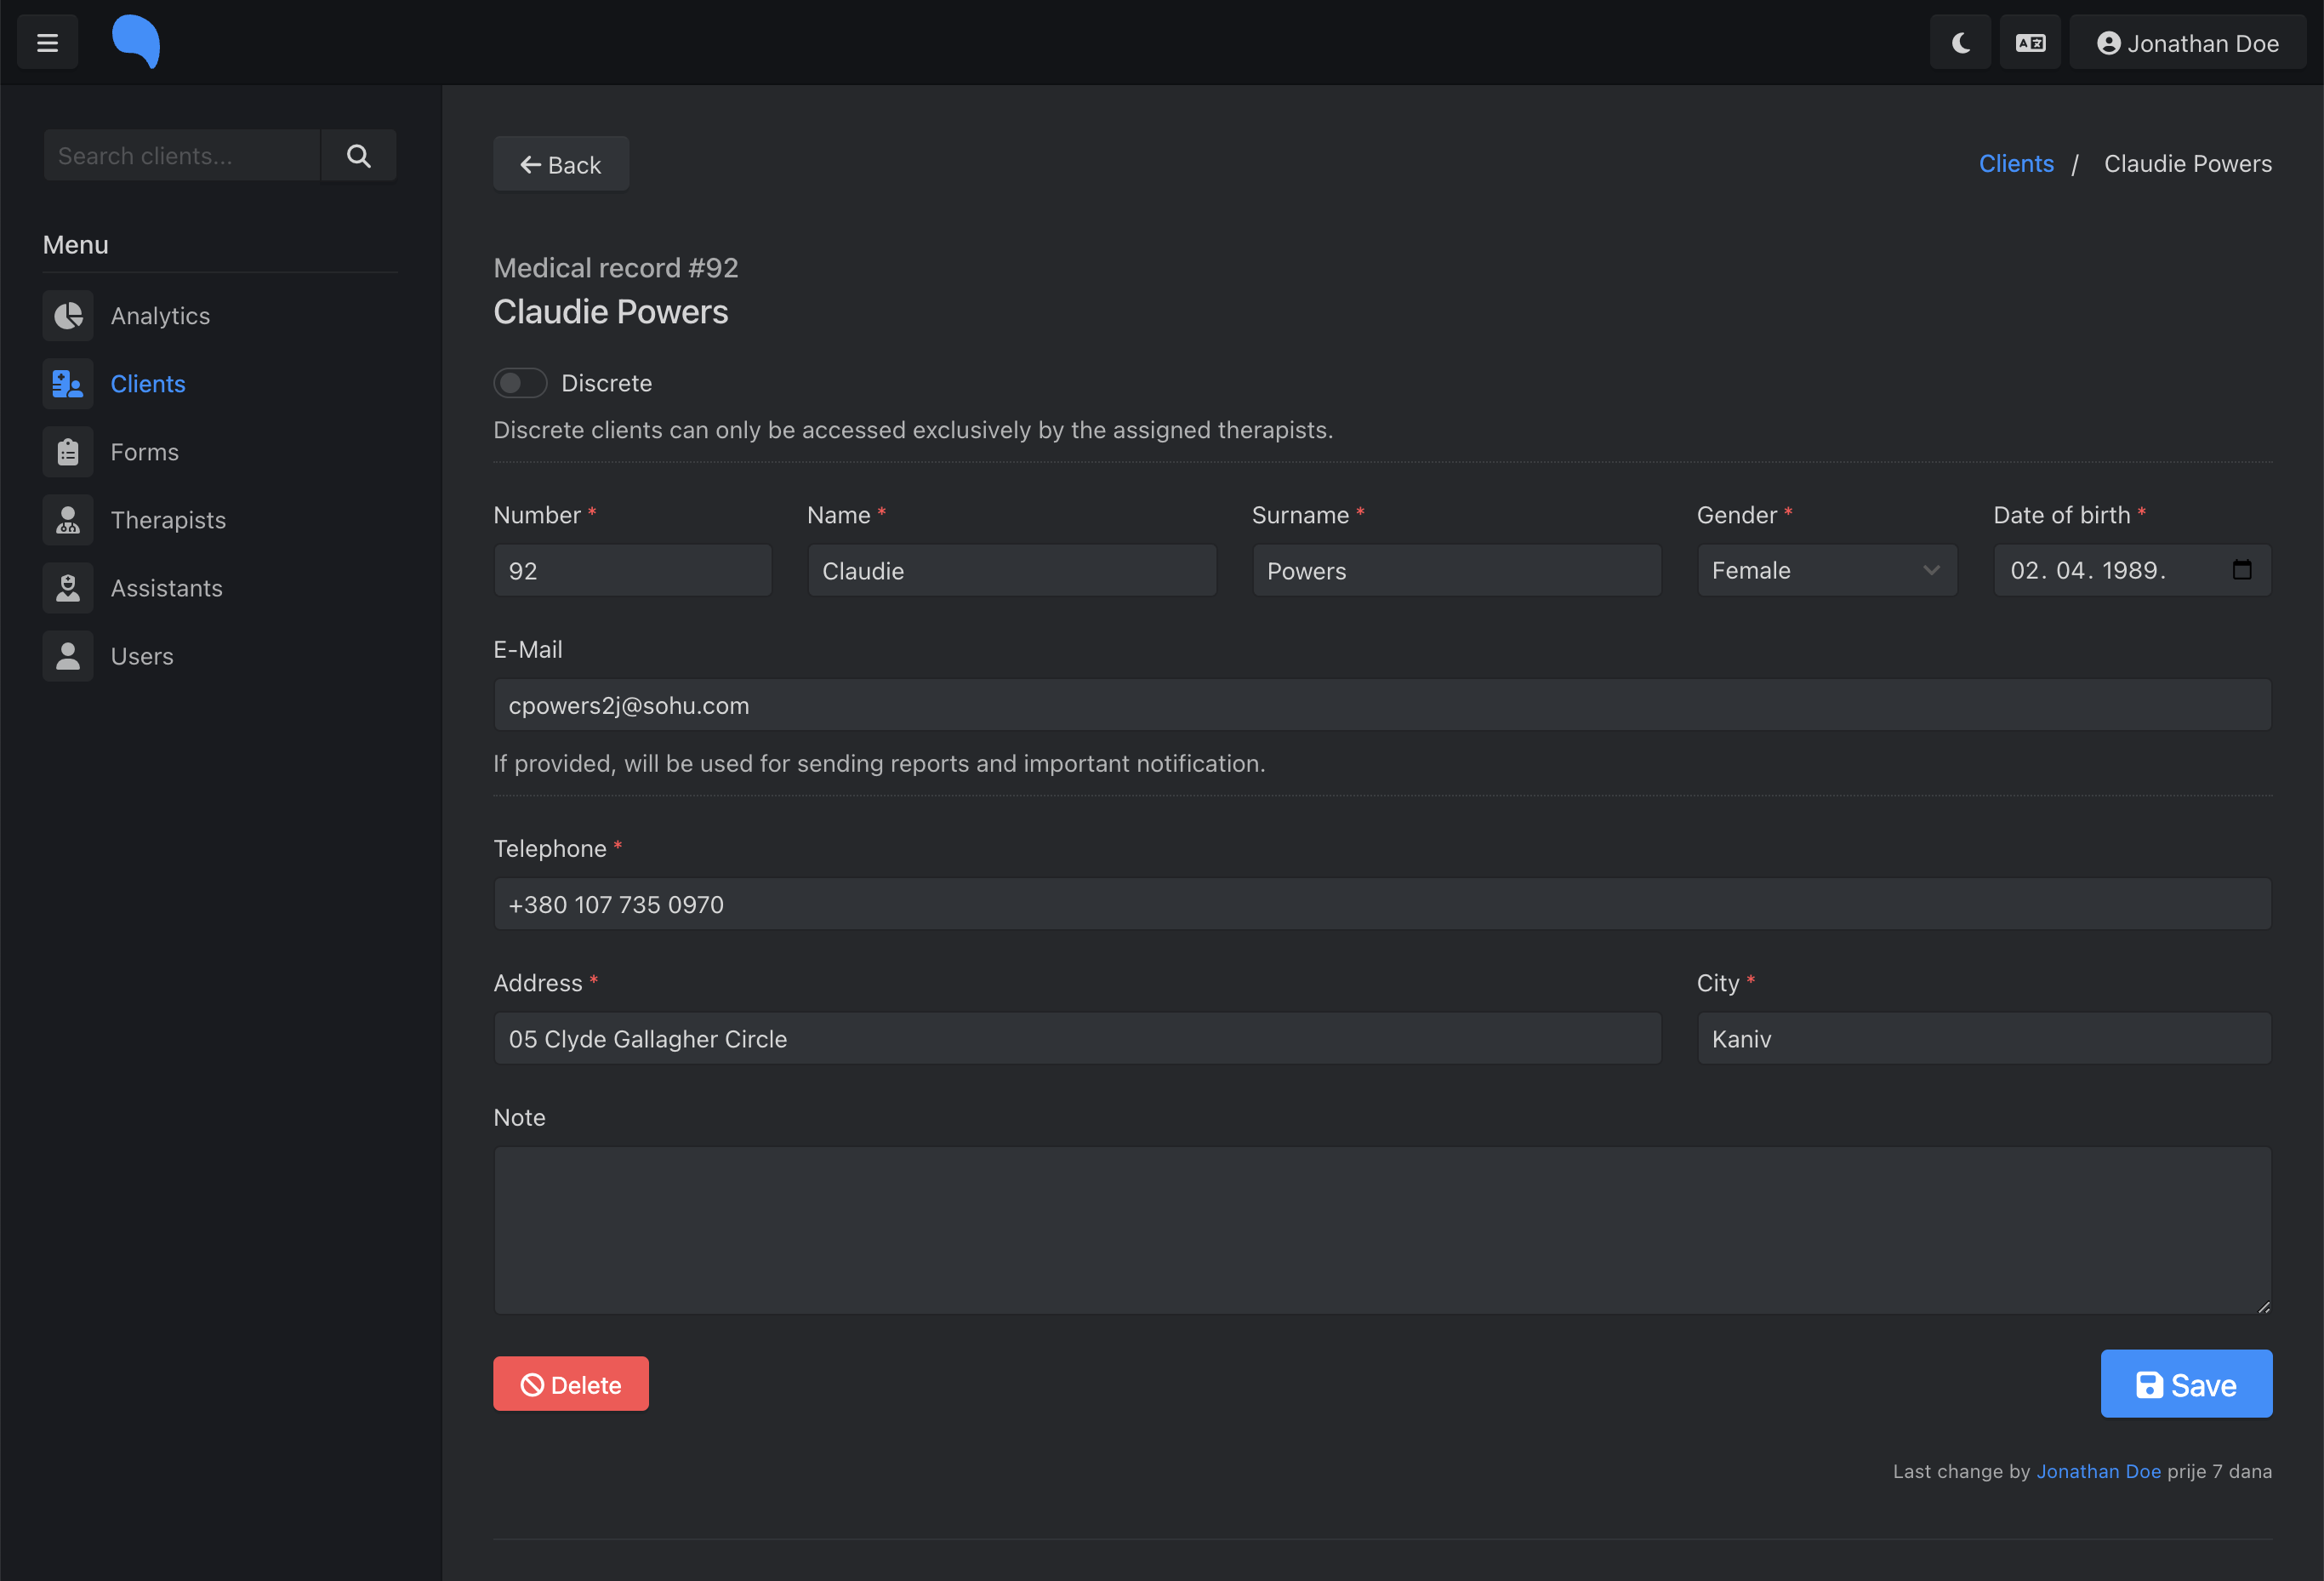 Jonathan Doe
Search clients...
Menu
Analytics
Clients
Forms
Therapists
Assistants
Users
Back
Clients / Claudie Powers
Medical record #92
Claudie Powers
Discrete
Discrete clients can only be accessed exclusively by the assigned therapists.
Number * Name * Surname * Gender * Date of birth *
92 Claudie Powers Female 02. 04. 1989.
E-Mail
cpowers2j@sohu.com
If provided, will be used for sending reports and important notification.
Telephone *
+380 107 735 0970
Address * City *
05 Clyde Gallagher Circle Kaniv
Note
Delete Save
Last change by Jonathan Doe prije 7 dana